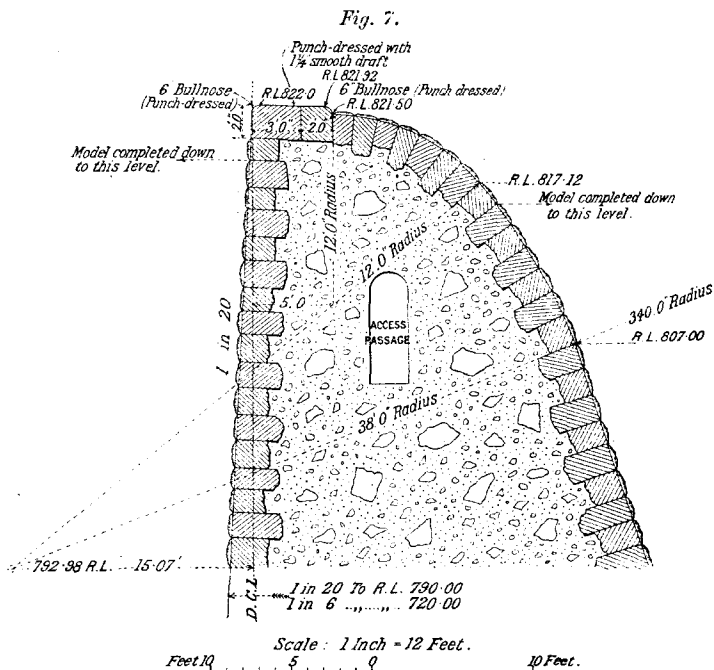 Fig. 7.
Punch-dressed with
1¼" smooth draft
R.L.821·92
6" Bullnose
(Punch-dressed)
R.L.822·0
6" Bullnose (Punch dressed)
R.L.821·50
2.0"
3.0"
2.0"
Model completed down
to this level.
R.L.817·12
Model completed down
to this level.
12.0" Radius
12.0" Radius
5.0
1 in 20
ACCESS
PASSAGE
340.0" Radius
R.L.807·00
38.0" Radius
792·98 R.L.
15·07
D.C.L.
1 in 20 To R.L. 790·00
1 in 6 „ „ 720·00
Scale: 1 Inch = 12 Feet.
Feet 10 5 0 10 Feet.